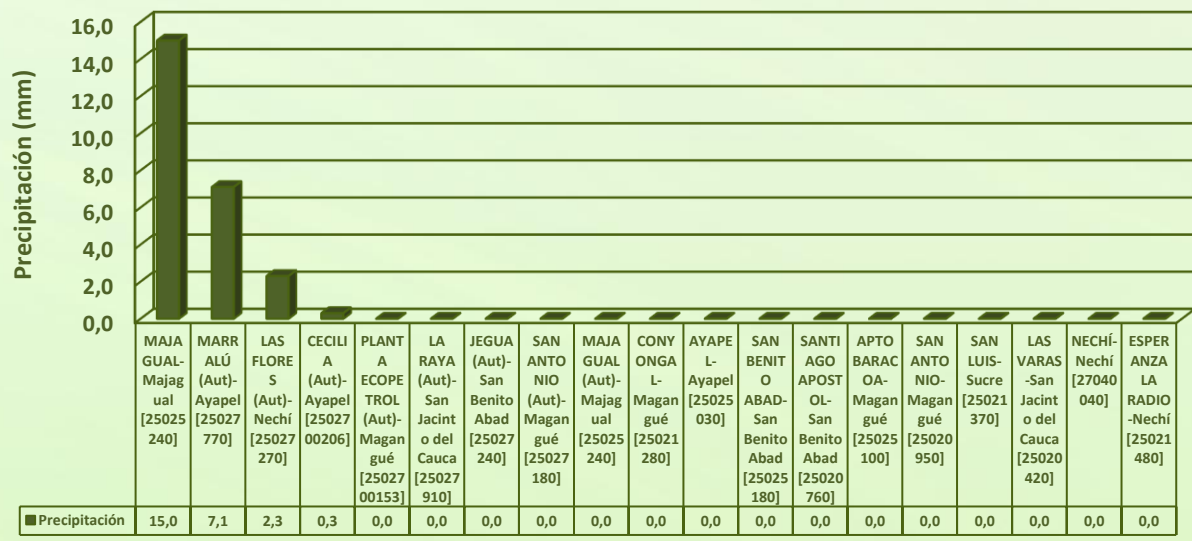 Precipitación (mm)
16,0
14,0
12,0
10,0
8,0
6,0
4,0
2,0
0,0
MAJA
GUAL-
Majag
ual
[25025
240]
MARR
ALÚ
(Aut)-
Ayapel
[25027
770]
LAS
FLORE
S
(Aut)-
Nechí
[25027
270]
CECILI
A
(Aut)-
Ayapel
[25027
00206]
PLANT
A
ECOPE
TROL
(Aut)-
Magan
gué
[25027
00153]
LA
RAYA
(Aut)-
San
Jacint
o del
Cauca
[25027
910]
JEGUA
(Aut)-
San
Benito
Abad
[25027
240]
SAN
ANTO
NIO
(Aut)-
Magan
gué
[25027
180]
MAJA
GUAL
(Aut)-
Majag
ual
[25025
240]
CONY
ONGA
L-
Magan
gué
[25021
280]
AYAPE
L-
Ayapel
[25025
030]
SAN
BENIT
O
ABAD-
San
Benito
Abad
[25025
180]
SANTI
AGO
APOST
OL-
San
Benito
Abad
[25020
760]
APTO
BARAC
OA-
Magan
gué
[25025
100]
SAN
ANTO
NIO-
Magan
gué
[25020
950]
SAN
LUIS-
Sucre
[25021
370]
LAS
VARAS
-San
Jacint
o del
Cauca
[25020
420]
NECHÍ-
Nechí
[27040
040]
ESPER
ANZA
LA
RADIO
-Nechí
[25021
480]
Precipitación 15,0 7,1 2,3 0,3 0,0 0,0 0,0 0,0 0,0 0,0 0,0 0,0 0,0 0,0 0,0 0,0 0,0 0,0 0,0